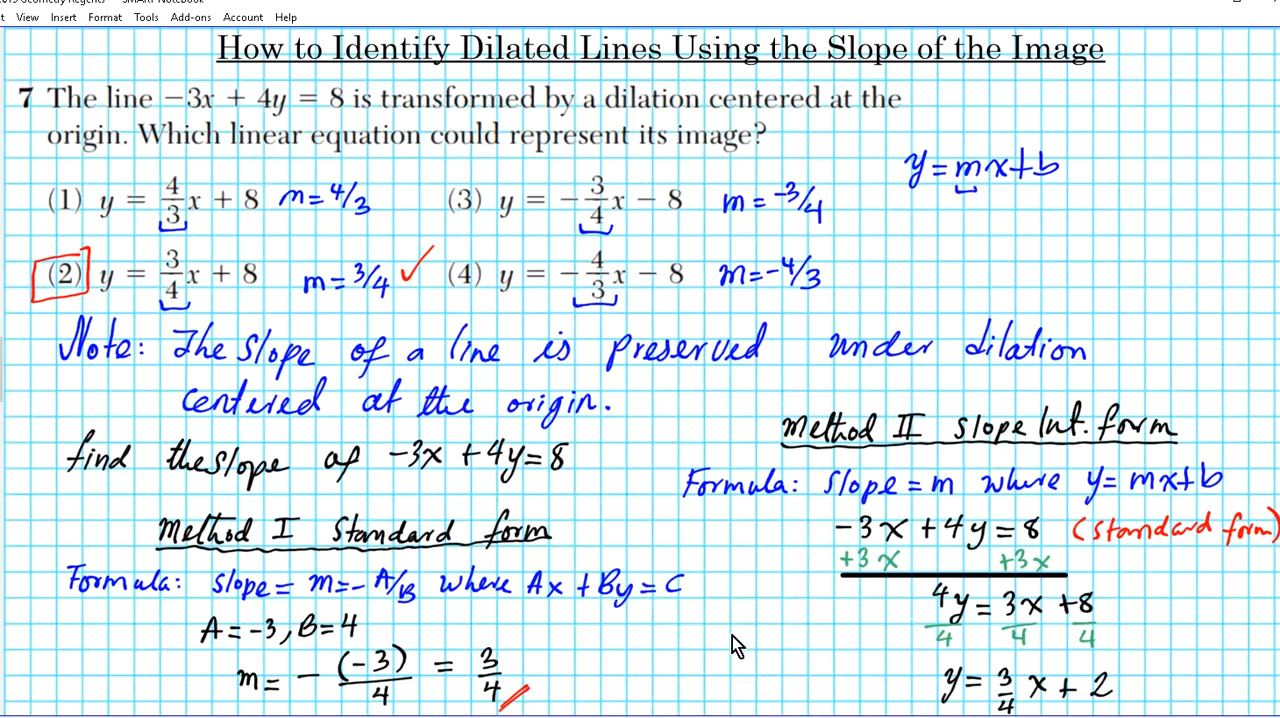 SMART Notebook
View Insert Format Tools Add-ons Account Help
How to Identify Dilated Lines Using the Slope of the Image
7 The line −3x + 4y = 8 is transformed by a dilation centered at the
origin. Which linear equation could represent its image?
y = mx+b
(1) y = 4/3 x + 8 m = 4/3 (3) y = −3/4 x − 8 m = -3/4
(2) y = 3/4 x + 8 m = 3/4 ✓ (4) y = −4/3 x − 8 m = -4/3
Note: The slope of a line is preserved under dilation
centered at the origin.
find the slope of -3x + 4y = 8
Method I Standard form
Formula: slope = m = - A/B where Ax + By = C
A = -3, B = 4
m = - (-3)/4 = 3/4
Method II Slope Int. form
Formula: slope = m where y = mx+b
-3x + 4y = 8 (standard form)
+3x +3x
4y = 3x + 8
4 4 4
y = 3/4 x + 2